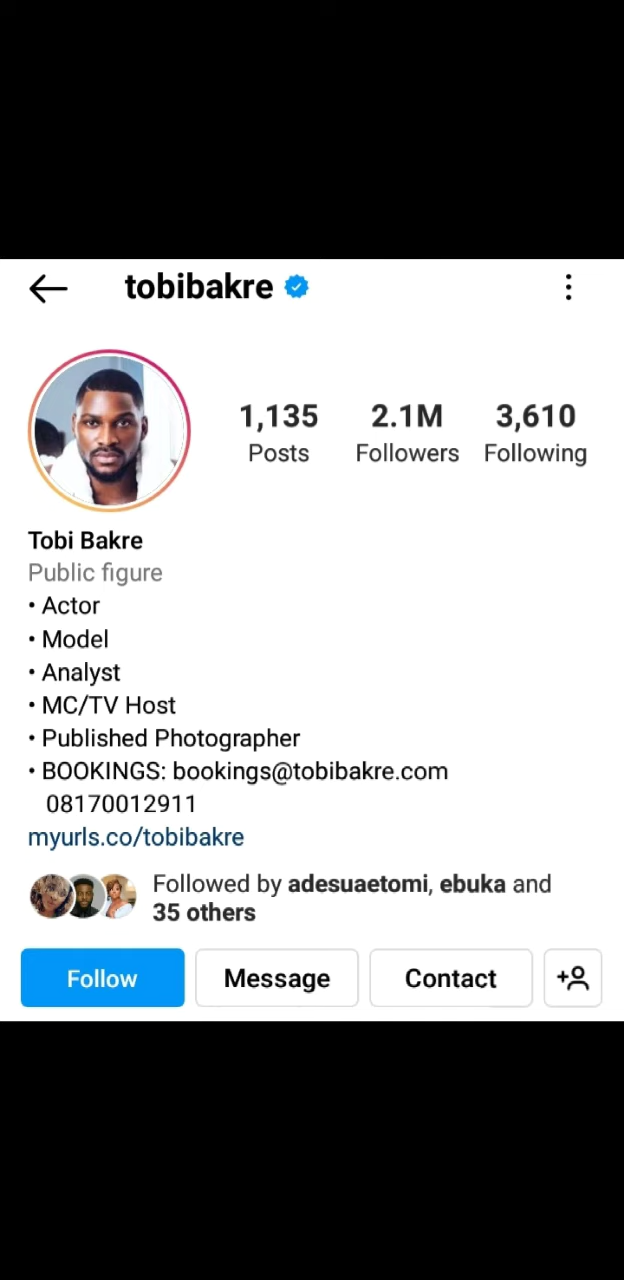 tobibakre
1,135 2.1M 3,610
Posts Followers Following
Tobi Bakre
Public figure
• Actor
• Model
• Analyst
• MC/TV Host
• Published Photographer
• BOOKINGS: bookings@tobibakre.com
08170012911
myurls.co/tobibakre
Followed by adesuaetomi, ebuka and
35 others
Follow Message Contact